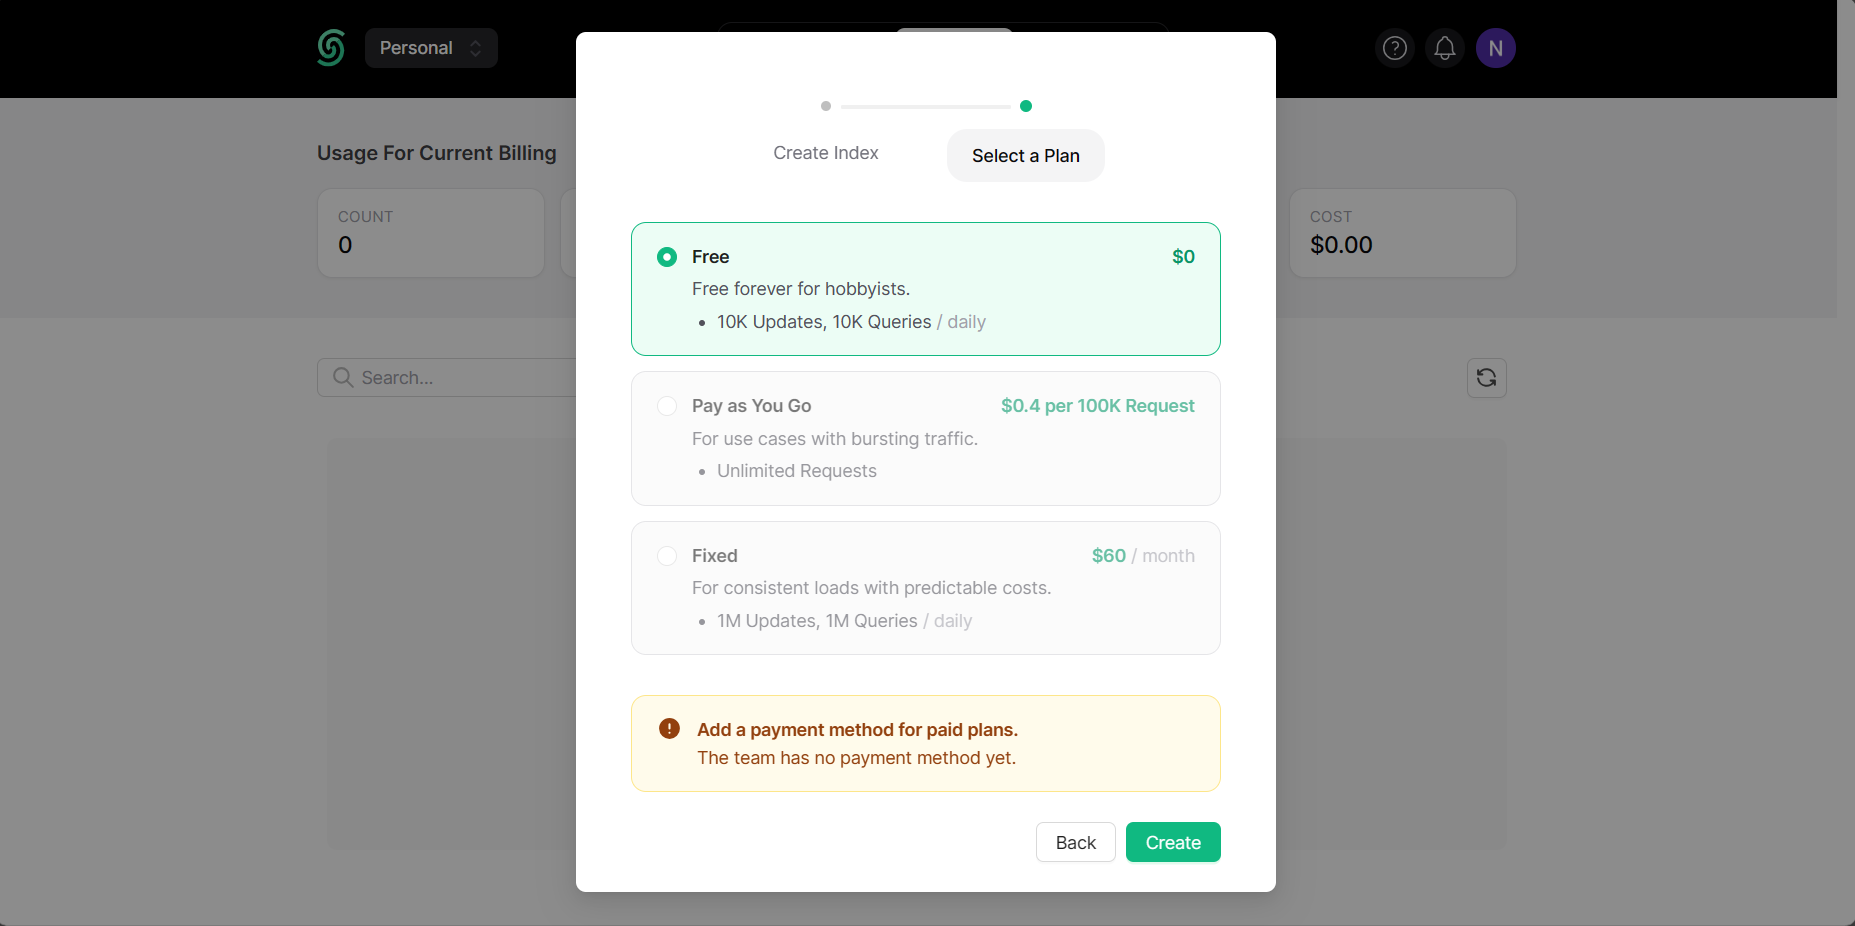 Personal
N
Usage For Current Billing
COUNT
0
COST
$0.00
Search...
Create Index
Select a Plan
Free
$0
Free forever for hobbyists.
• 10K Updates, 10K Queries / daily
Pay as You Go
$0.4 per 100K Request
For use cases with bursting traffic.
• Unlimited Requests
Fixed
$60 / month
For consistent loads with predictable costs.
• 1M Updates, 1M Queries / daily
Add a payment method for paid plans.
The team has no payment method yet.
Back
Create